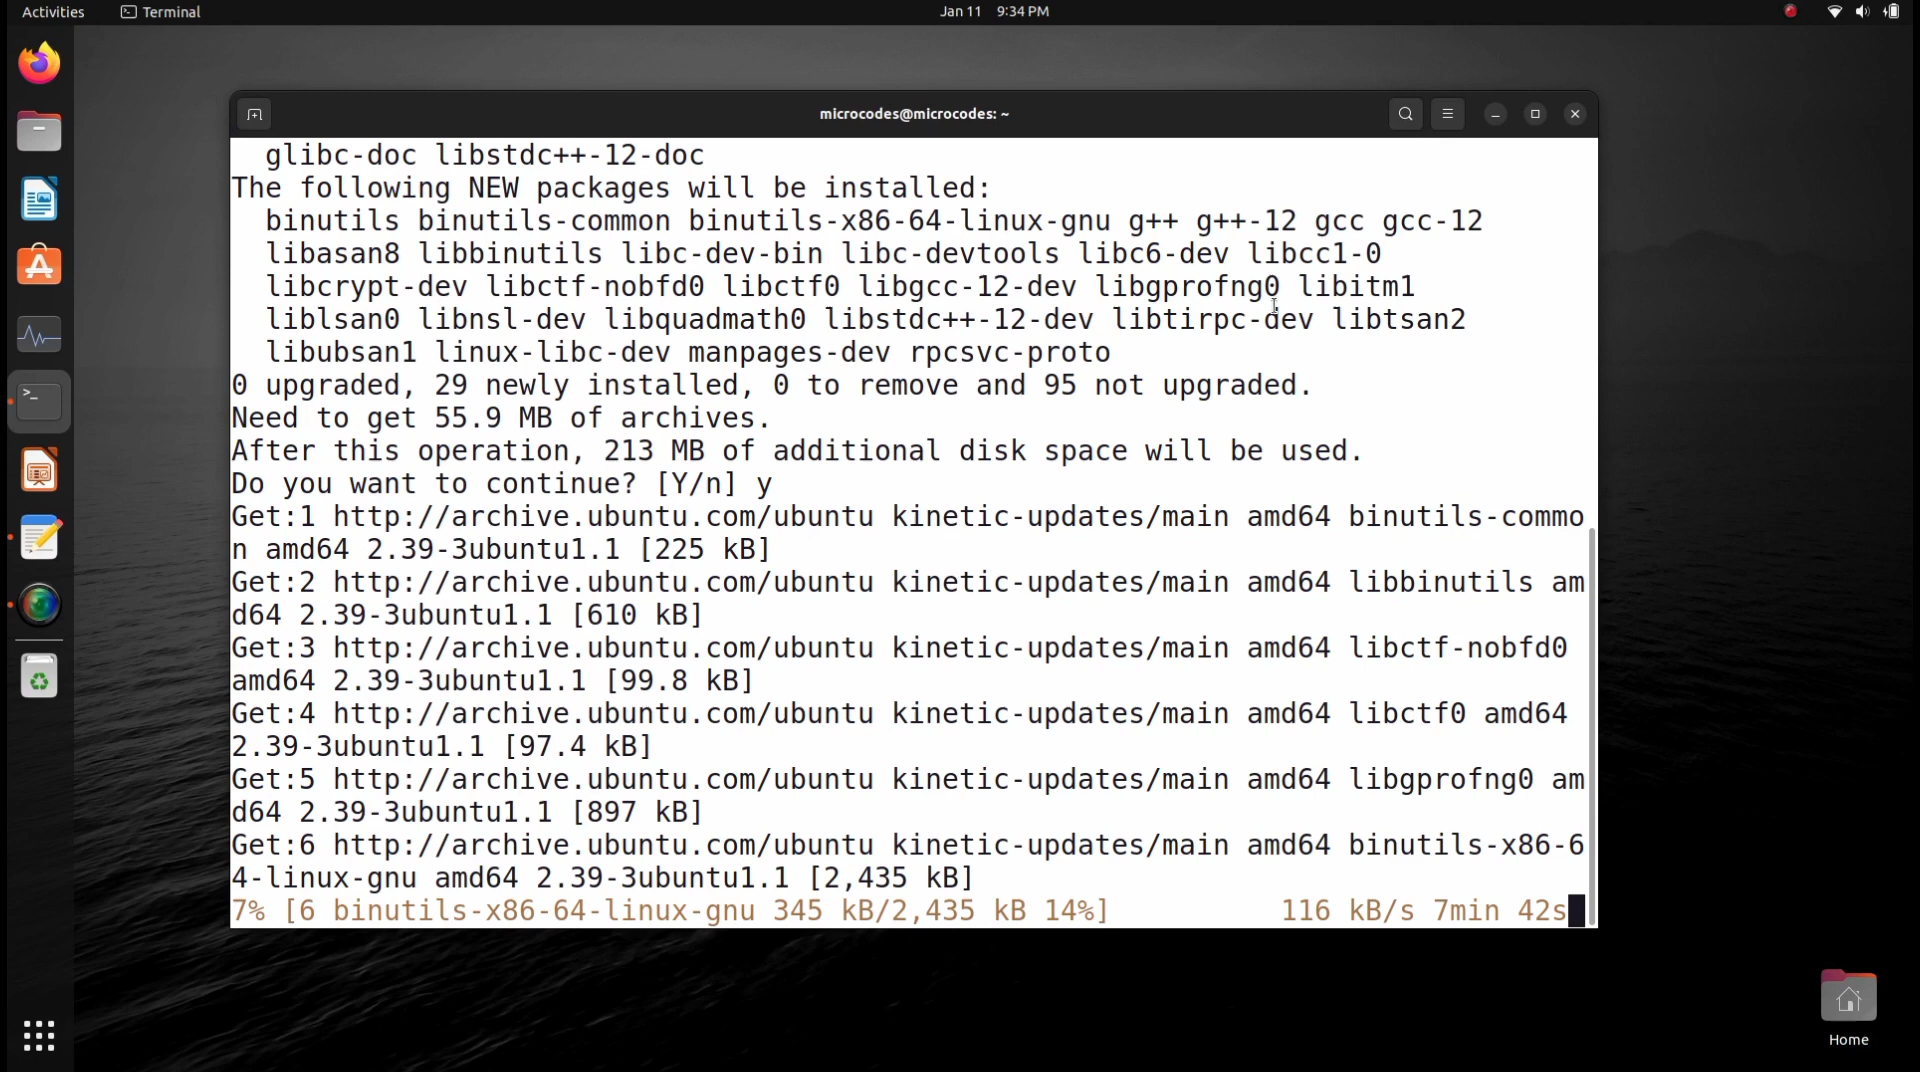 Activities Terminal Jan 11 9:34 PM
microcodes@microcodes: ~
glibc-doc libstdc++-12-doc
The following NEW packages will be installed:
binutils binutils-common binutils-x86-64-linux-gnu g++ g++-12 gcc gcc-12
libasan8 libbinutils libc-dev-bin libc-devtools libc6-dev libcc1-0
libcrypt-dev libctf-nobfd0 libctf0 libgcc-12-dev libgprofng0 libitm1
liblsan0 libnsl-dev libquadmath0 libstdc++-12-dev libtirpc-dev libtsan2
libubsan1 linux-libc-dev manpages-dev rpcsvc-proto
0 upgraded, 29 newly installed, 0 to remove and 95 not upgraded.
Need to get 55.9 MB of archives.
After this operation, 213 MB of additional disk space will be used.
Do you want to continue? [Y/n] y
Get:1 http://archive.ubuntu.com/ubuntu kinetic-updates/main amd64 binutils-commo
n amd64 2.39-3ubuntu1.1 [225 kB]
Get:2 http://archive.ubuntu.com/ubuntu kinetic-updates/main amd64 libbinutils am
d64 2.39-3ubuntu1.1 [610 kB]
Get:3 http://archive.ubuntu.com/ubuntu kinetic-updates/main amd64 libctf-nobfd0
amd64 2.39-3ubuntu1.1 [99.8 kB]
Get:4 http://archive.ubuntu.com/ubuntu kinetic-updates/main amd64 libctf0 amd64
2.39-3ubuntu1.1 [97.4 kB]
Get:5 http://archive.ubuntu.com/ubuntu kinetic-updates/main amd64 libgprofng0 am
d64 2.39-3ubuntu1.1 [897 kB]
Get:6 http://archive.ubuntu.com/ubuntu kinetic-updates/main amd64 binutils-x86-6
4-linux-gnu amd64 2.39-3ubuntu1.1 [2,435 kB]
7% [6 binutils-x86-64-linux-gnu 345 kB/2,435 kB 14%] 116 kB/s 7min 42s
Home